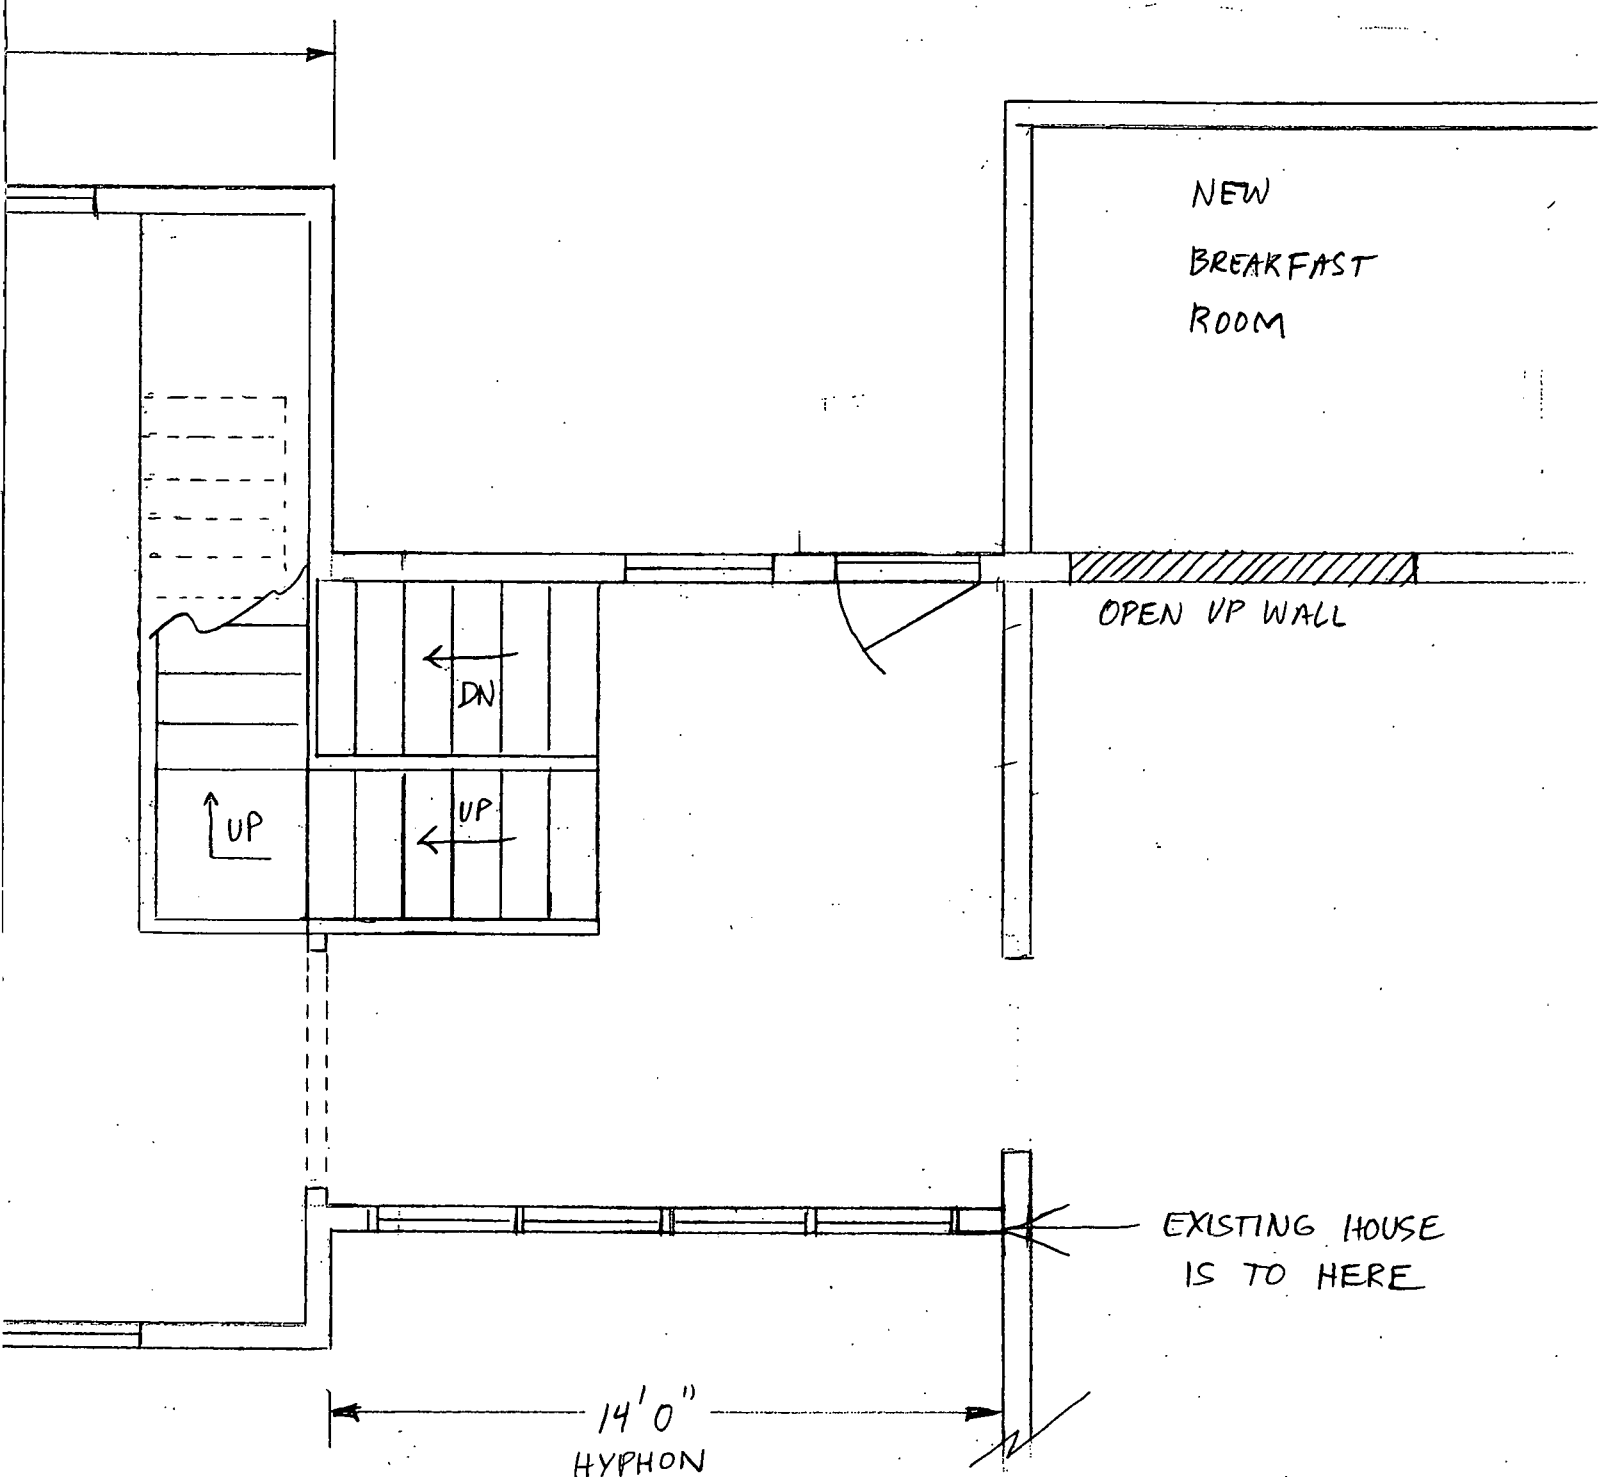 NEW
BREAKFAST
ROOM
OPEN UP WALL
DN
UP
UP
EXISTING HOUSE
IS TO HERE
14'0"
HYPHON